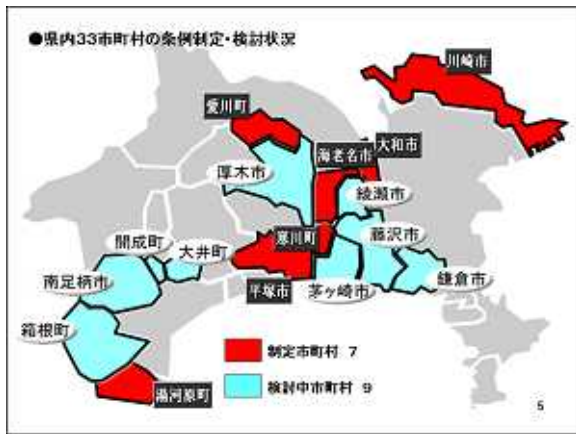 ●県内33市町村の条例制定・検討状況
川崎市
愛川町
海老名市
大和市
厚木市
綾瀬市
寒川町
藤沢市
開成町
大井町
南足柄市
平塚市
茅ヶ崎市
鎌倉市
箱根町
湯河原町
制定市町村 7
検討中市町村 9
5